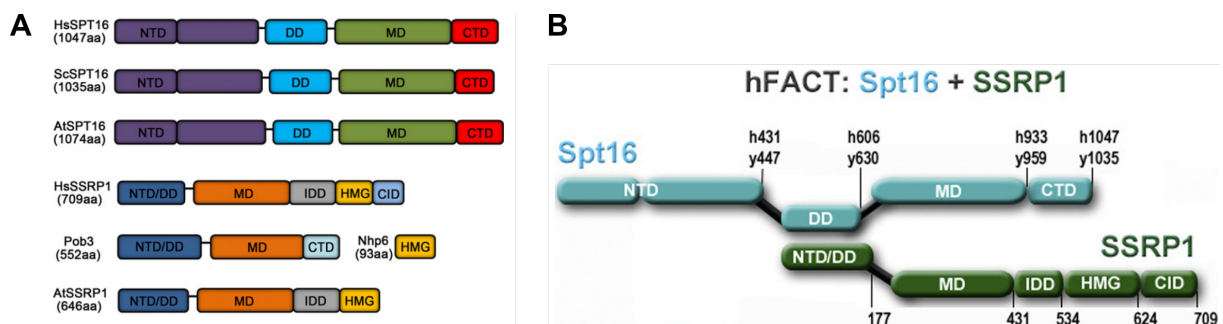 A
HsSPT16
(1047aa)
NTD DD MD CTD
ScSPT16
(1035aa)
NTD DD MD CTD
AtSPT16
(1074aa)
NTD DD MD CTD
HsSSRP1
(709aa)
NTD/DD MD IDD HMG CID
Pob3
(552aa)
NTD/DD MD CTD
Nhp6
(93aa)
HMG
AtSSRP1
(646aa)
NTD/DD MD IDD HMG
B
hFACT: Spt16 + SSRP1
h431 h606 h933 h1047
y447 y630 y959 y1035
Spt16
NTD DD MD CTD
SSRP1
NTD/DD MD IDD HMG CID
177 431 534 624 709